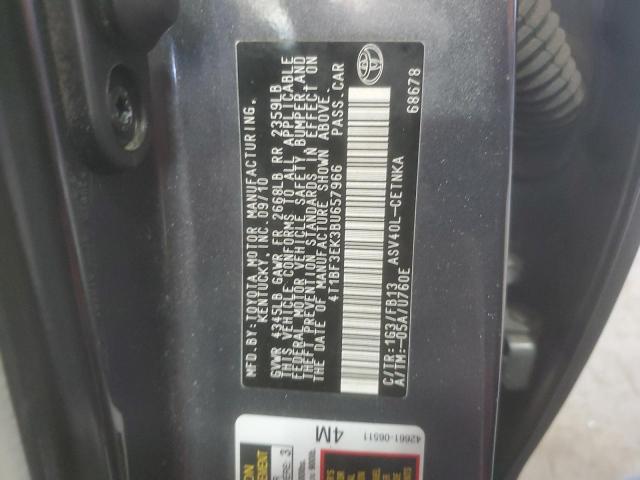 MFD.BY:TOYOTA MOTOR MANUFACTURING,
KENTUCKY, INC. 09/10
GVWR 4345LB GAWR FR 2668LB RR 2359LB
THIS VEHICLE CONFORMS TO ALL APPLICABLE
FEDERAL MOTOR VEHICLE SAFETY, BUMPER, AND
THEFT PREVENTION STANDARDS IN EFFECT ON
THE DATE OF MANUFACTURE SHOWN ABOVE.
4T1BF3EK3BU657966 PASS.CAR
C/TR:1G3/FB13 ASV40L-CETNKA
A/TM:-05A/U760E 68678
4M
42661-06511